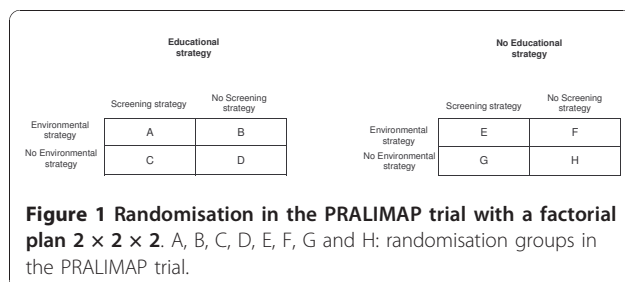 Educational
strategy
Screening strategy
No Screening
strategy
Environmental
strategy
A B
No Environmental
strategy
C D
No Educational
strategy
Screening strategy
No Screening
strategy
Environmental
strategy
E F
No Environmental
strategy
G H
Figure 1 Randomisation in the PRALIMAP trial with a factorial
plan 2 × 2 × 2. A, B, C, D, E, F, G and H: randomisation groups in
the PRALIMAP trial.